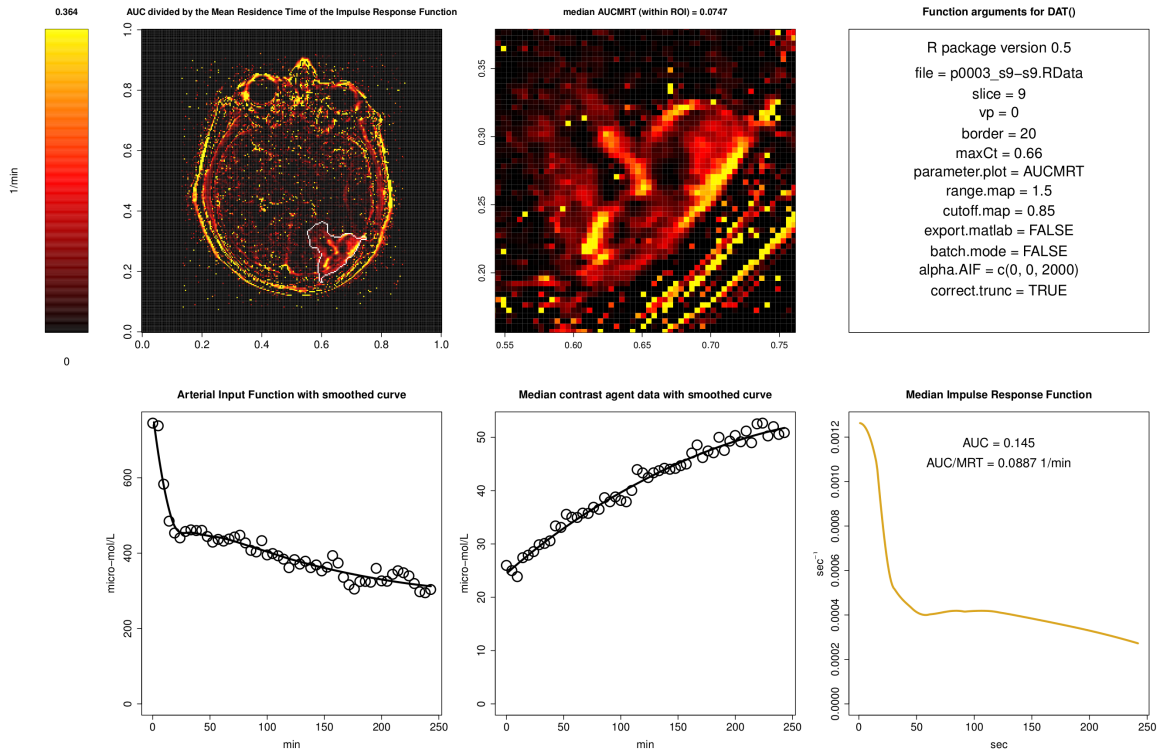 0.364
1/min
0
AUC divided by the Mean Residence Time of the Impulse Response Function
0.0 0.2 0.4 0.6 0.8 1.0
0.0 0.2 0.4 0.6 0.8 1.0
median AUCMRT (within ROI) = 0.0747
0.20 0.25 0.30 0.35
0.55 0.60 0.65 0.70 0.75
Function arguments for DAT()
R package version 0.5
file = p0003_s9−s9.RData
slice = 9
vp = 0
border = 20
maxCt = 0.66
parameter.plot = AUCMRT
range.map = 1.5
cutoff.map = 0.85
export.matlab = FALSE
batch.mode = FALSE
alpha.AIF = c(0, 0, 2000)
correct.trunc = TRUE
Arterial Input Function with smoothed curve
micro−mol/L
0 200 400 600
0 50 100 150 200 250
min
Median contrast agent data with smoothed curve
micro−mol/L
0 10 20 30 40 50
0 50 100 150 200 250
min
Median Impulse Response Function
AUC = 0.145
AUC/MRT = 0.0887 1/min
sec⁻¹
0.0000 0.0002 0.0004 0.0006 0.0008 0.0010 0.0012
0 50 100 150 200 250
sec